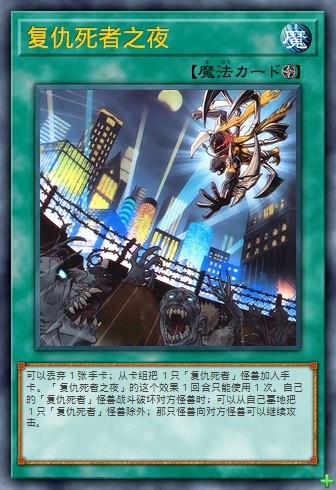 复仇死者之夜
魔
【魔法カード】
可以丢弃 1 张手卡；从卡组把 1 只「复仇死者」怪兽加入手
卡。「复仇死者之夜」的这个效果 1 回合只能使用 1 次。自己
的「复仇死者」怪兽战斗破坏对方怪兽时：可以从自己墓地把
1 只「复仇死者」怪兽除外；那只怪兽向对方怪兽可以继续攻
击。